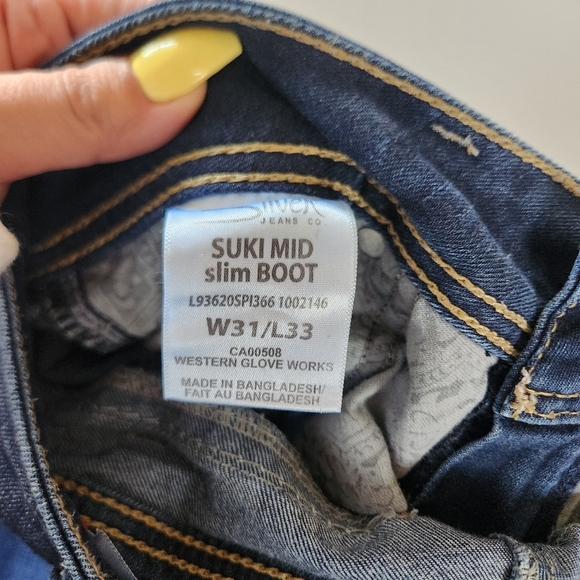 SILVER
JEANS CO
SUKI MID
slim BOOT
L93620SPI366 1002146
W31/L33
CA00508
WESTERN GLOVE WORKS
MADE IN BANGLADESH/
FAIT AU BANGLADESH